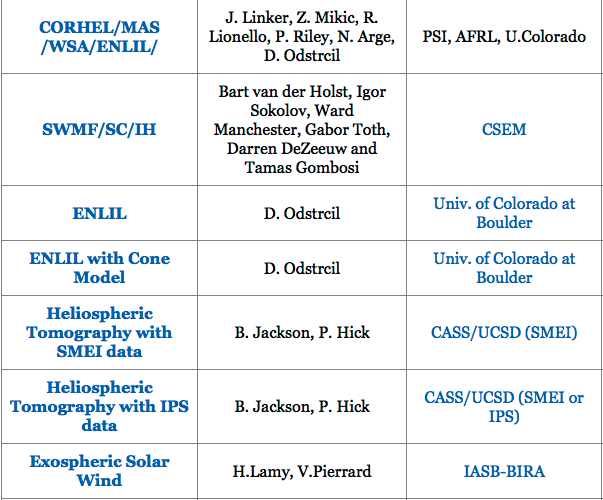 CORHEL/MAS
/WSA/ENLIL/
J. Linker, Z. Mikic, R.
Lionello, P. Riley, N. Arge,
D. Odstrcil
PSI, AFRL, U.Colorado
SWMF/SC/IH
Bart van der Holst, Igor
Sokolov, Ward
Manchester, Gabor Toth,
Darren DeZeeuw and
Tamas Gombosi
CSEM
ENLIL
D. Odstrcil
Univ. of Colorado at
Boulder
ENLIL with Cone
Model
D. Odstrcil
Univ. of Colorado at
Boulder
Heliospheric
Tomography with
SMEI data
B. Jackson, P. Hick
CASS/UCSD (SMEI)
Heliospheric
Tomography with IPS
data
B. Jackson, P. Hick
CASS/UCSD (SMEI or
IPS)
Exospheric Solar
Wind
H.Lamy, V.Pierrard
IASB-BIRA